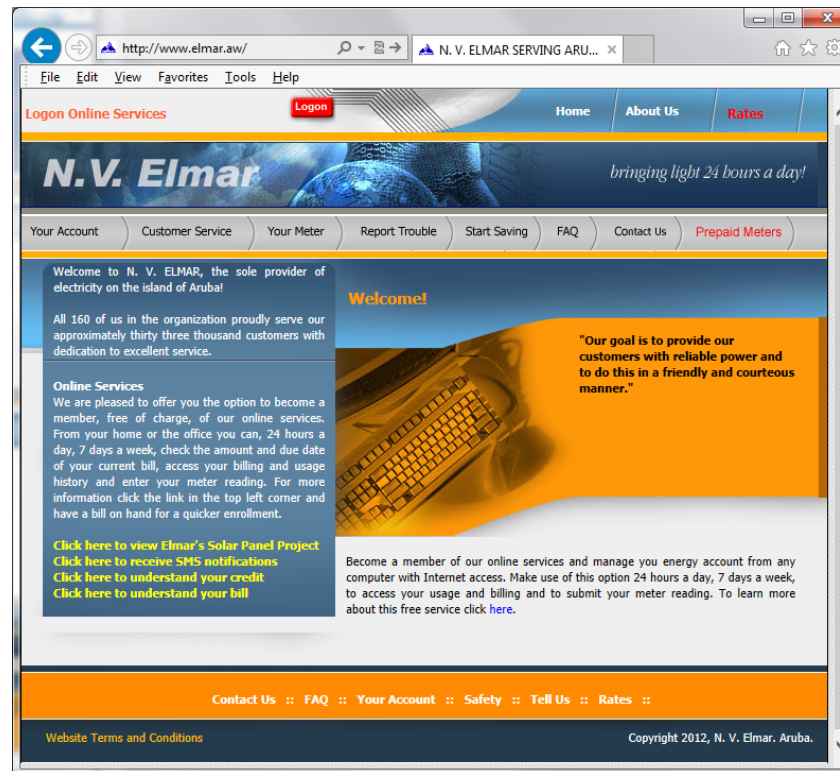 http://www.elmar.aw/
N. V. ELMAR SERVING ARU...
File Edit View Favorites Tools Help
Logon Online Services
Logon
Home About Us Rates
N.V. Elmar
bringing light 24 hours a day!
Your Account Customer Service Your Meter Report Trouble Start Saving FAQ Contact Us Prepaid Meters
Welcome to N. V. ELMAR, the sole provider of
electricity on the island of Aruba!
All 160 of us in the organization proudly serve our
approximately thirty three thousand customers with
dedication to excellent service.
Online Services
We are pleased to offer you the option to become a
member, free of charge, of our online services.
From your home or the office you can, 24 hours a
day, 7 days a week, check the amount and due date
of your current bill, access your billing and usage
history and enter your meter reading. For more
information click the link in the top left corner and
have a bill on hand for a quicker enrollment.
Click here to view Elmar's Solar Panel Project
Click here to receive SMS notifications
Click here to understand your credit
Click here to understand your bill
Welcome!
"Our goal is to provide our
customers with reliable power and
to do this in a friendly and courteous
manner."
Become a member of our online services and manage you energy account from any
computer with Internet access. Make use of this option 24 hours a day, 7 days a week,
to access your usage and billing and to submit your meter reading. To learn more
about this free service click here.
Contact Us :: FAQ :: Your Account :: Safety :: Tell Us :: Rates ::
Website Terms and Conditions
Copyright 2012, N. V. Elmar. Aruba.